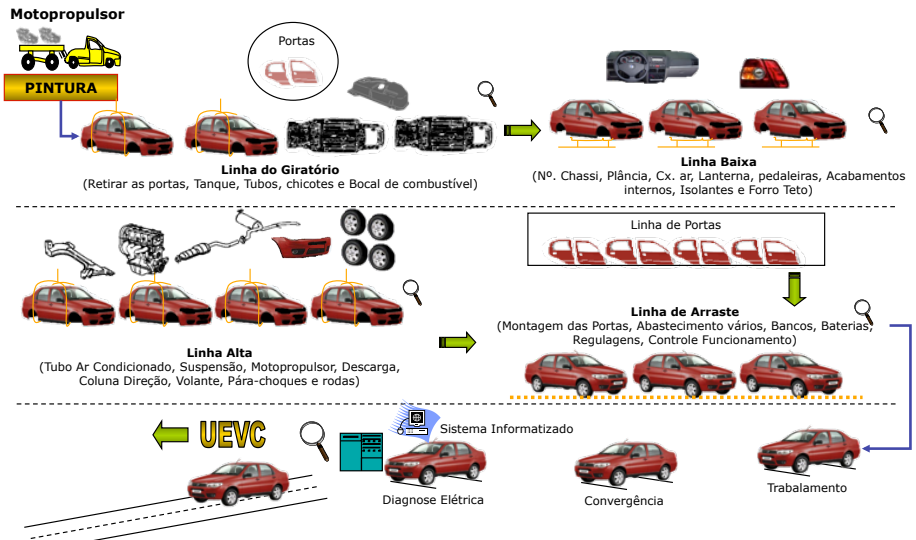 Motopropulsor
PINTURA
Portas
Linha do Giratório
(Retirar as portas, Tanque, Tubos, chicotes e Bocal de combustível)
Linha Baixa
(Nº. Chassi, Plância, Cx. ar, Lanterna, pedaleiras, Acabamentos
internos, Isolantes e Forro Teto)
Linha de Portas
Linha Alta
(Tubo Ar Condicionado, Suspensão, Motopropulsor, Descarga,
Coluna Direção, Volante, Pára-choques e rodas)
Linha de Arraste
(Montagem das Portas, Abastecimento vários, Bancos, Baterias,
Regulagens, Controle Funcionamento)
UEVC
Sistema Informatizado
Diagnose Elétrica
Convergência
Trabalamento